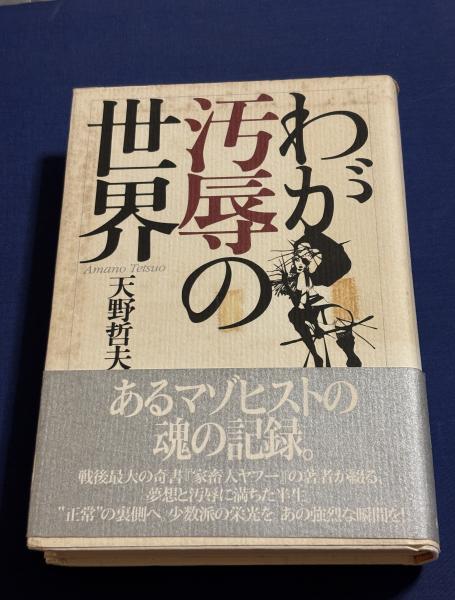 わが
汚辱の
世界
Amano Tetsuo
天野哲夫
あるマゾヒストの
魂の記録。
戦後最大の奇書『家畜人ヤプー』の著者が綴る、
夢想と汚辱に満ちた半生。
"正常"の裏側へ 少数派の栄光を あの強烈な瞬間を!